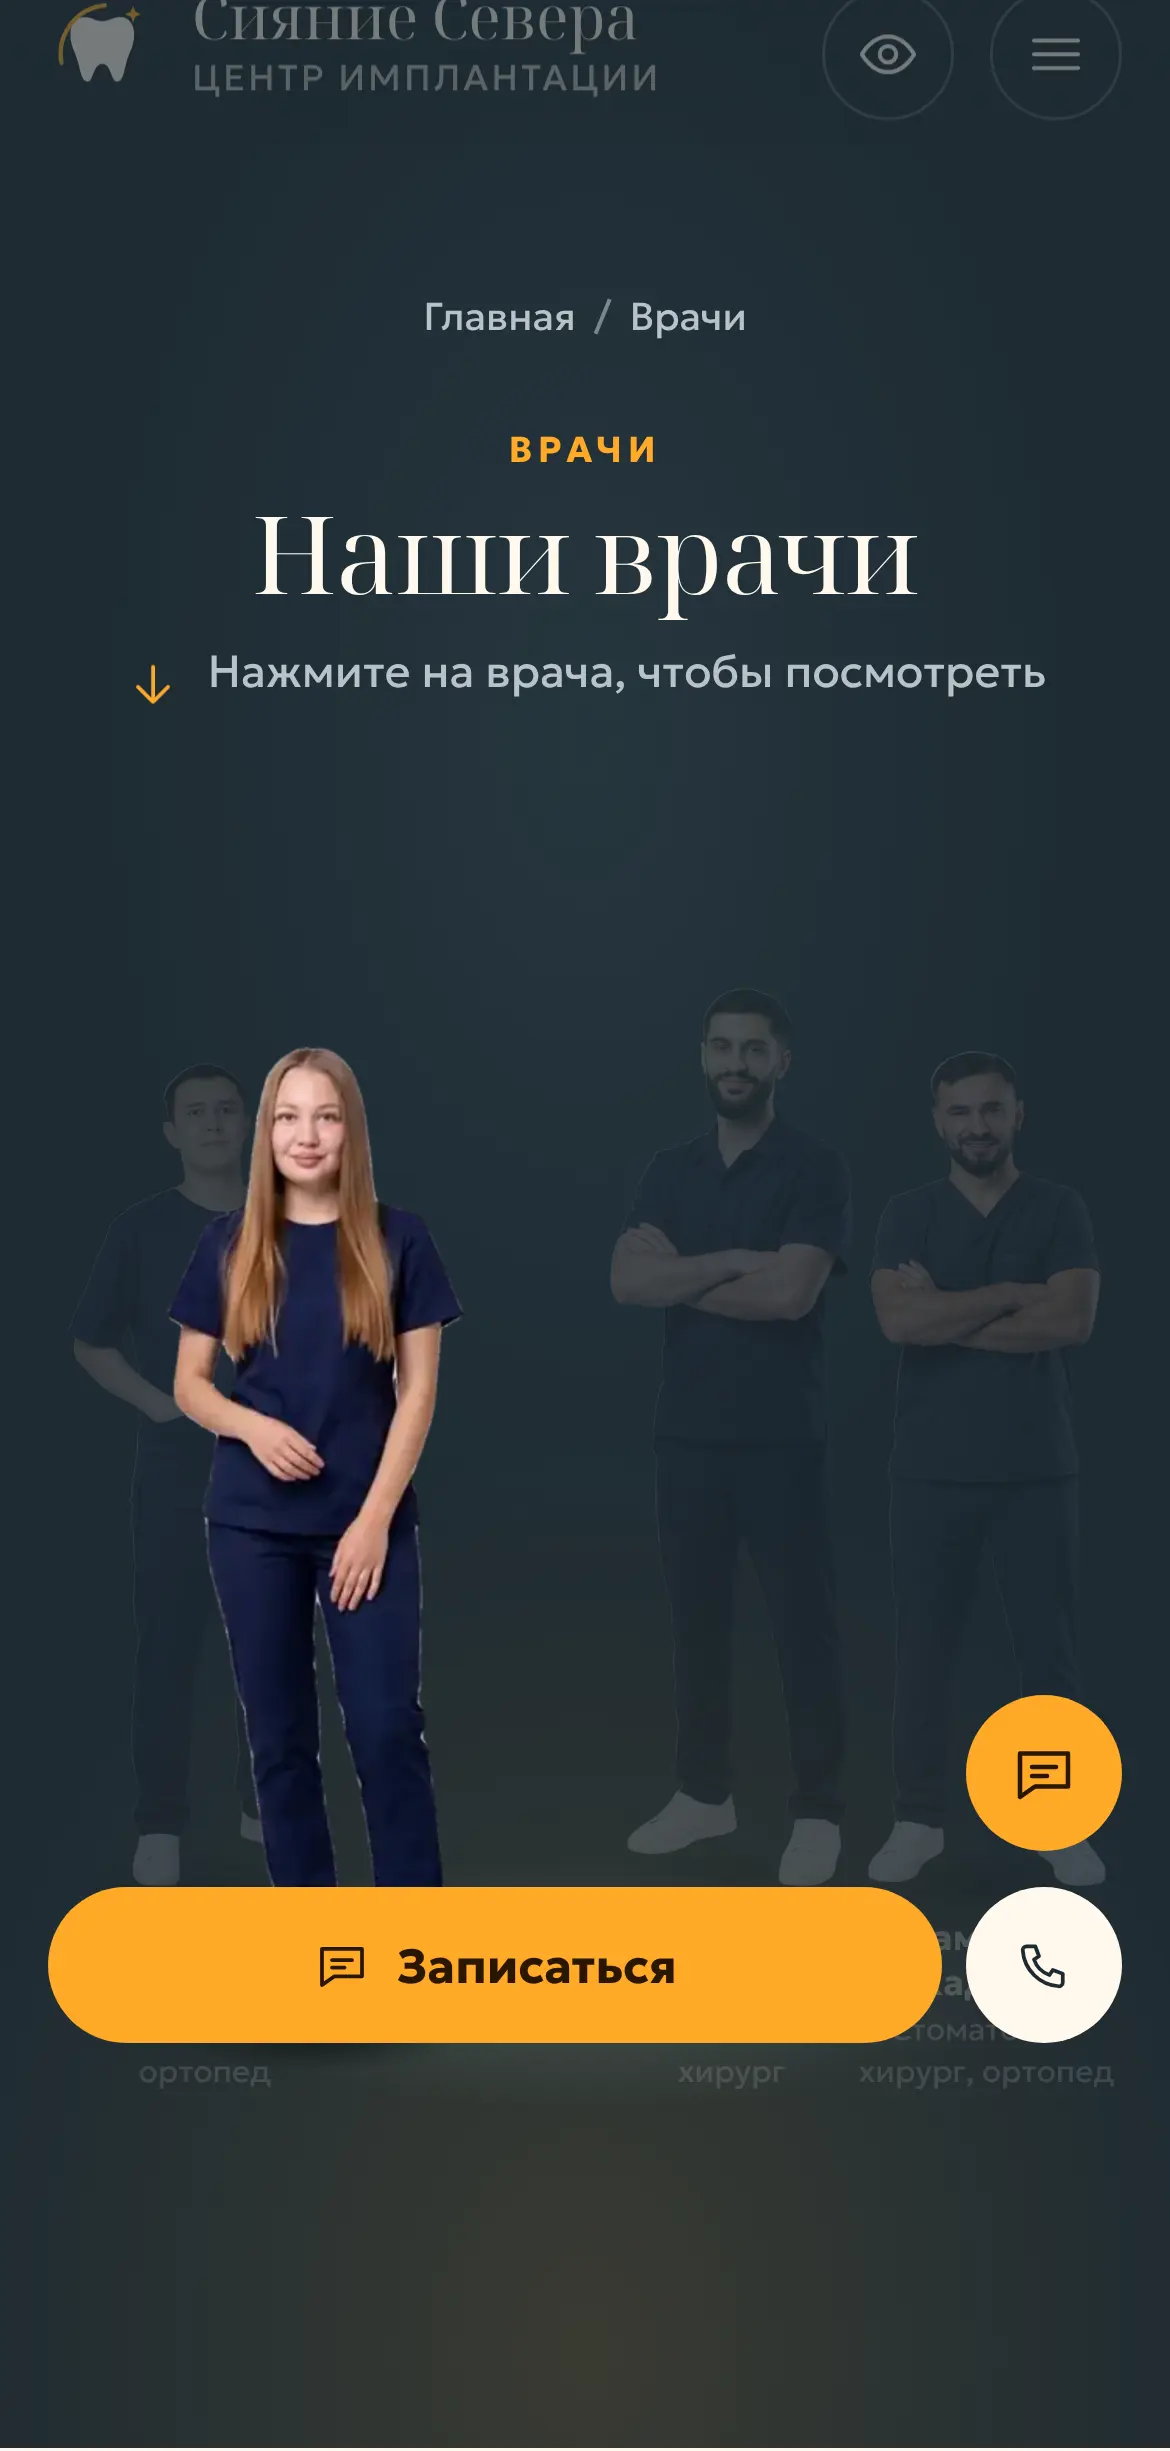 Сияние Севера
ЦЕНТР ИМПЛАНТАЦИИ
Главная / Врачи
ВРАЧИ
Наши врачи
Нажмите на врача, чтобы посмотреть
Записаться
ортопед
хирург
хирург, ортопед